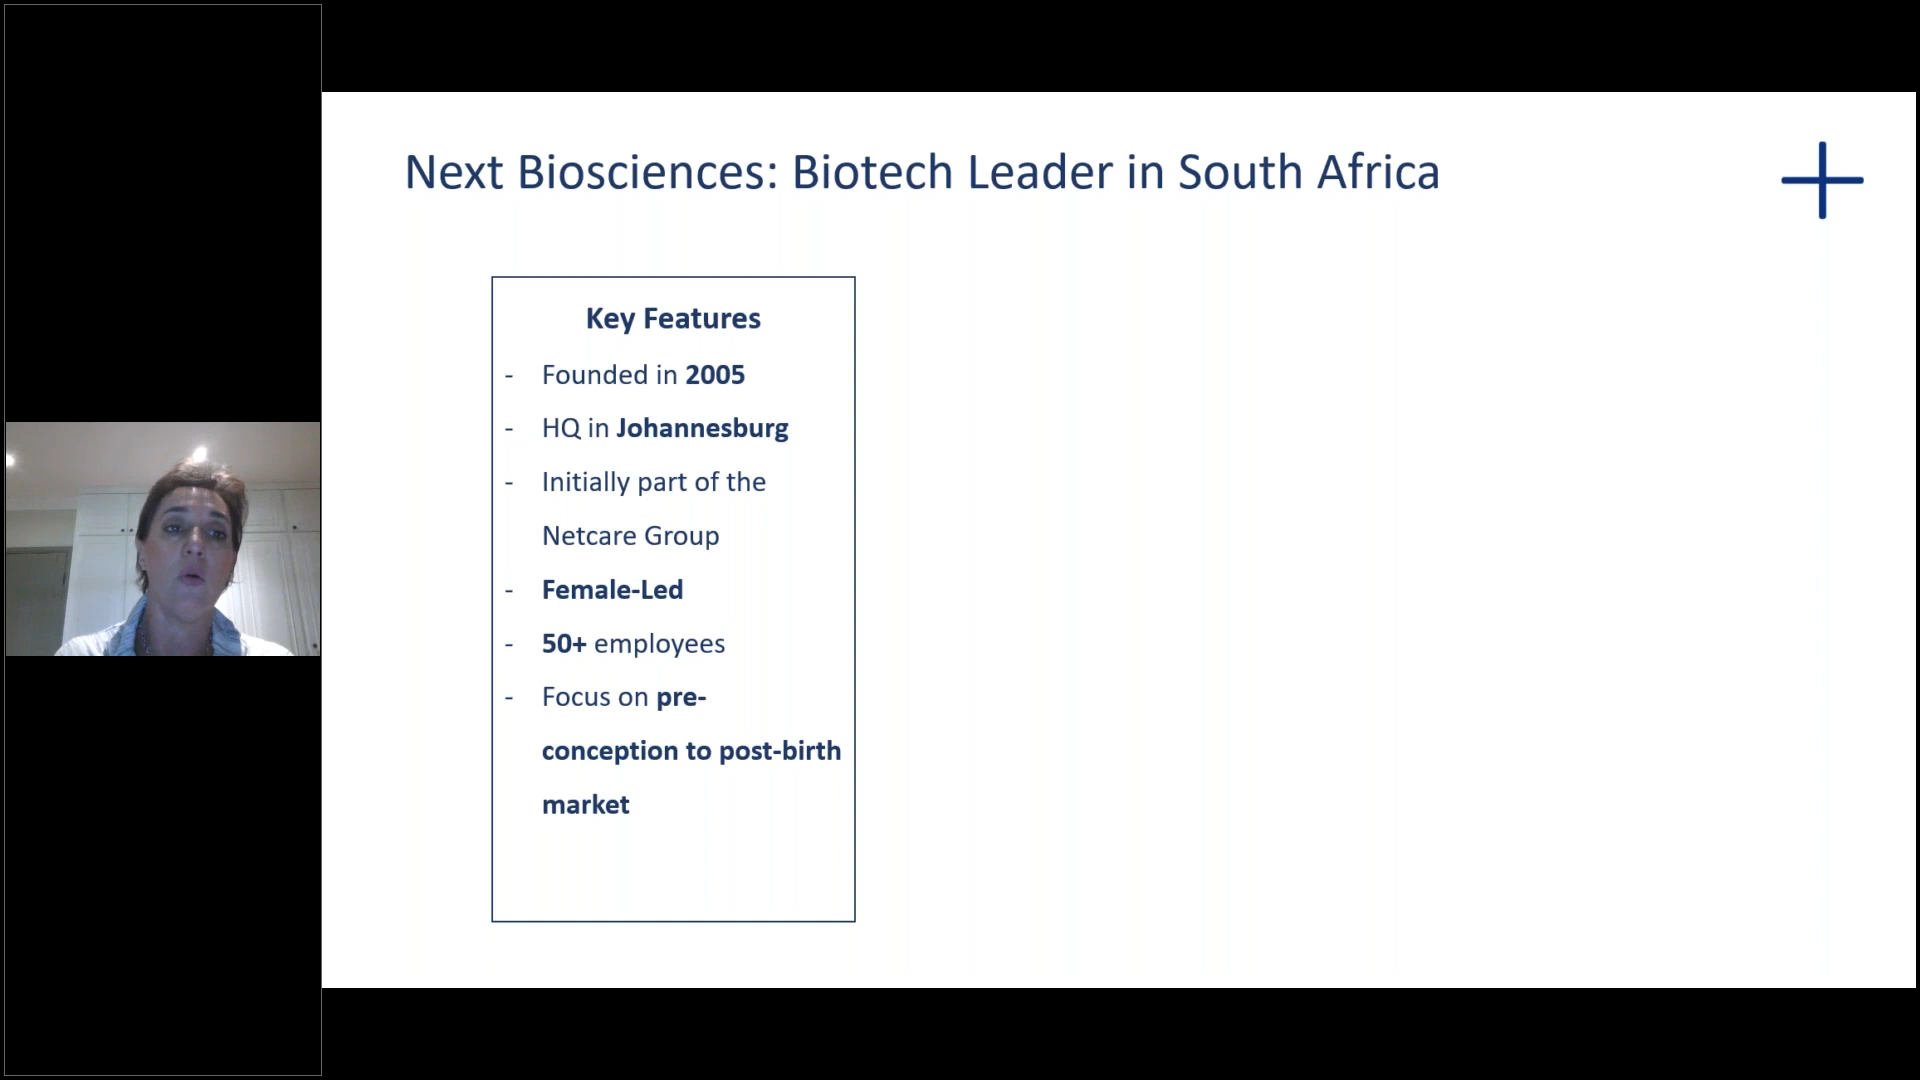 Next Biosciences: Biotech Leader in South Africa
Key Features
- Founded in 2005
- HQ in Johannesburg
- Initially part of the
Netcare Group
- Female-Led
- 50+ employees
- Focus on pre-
conception to post-birth
market